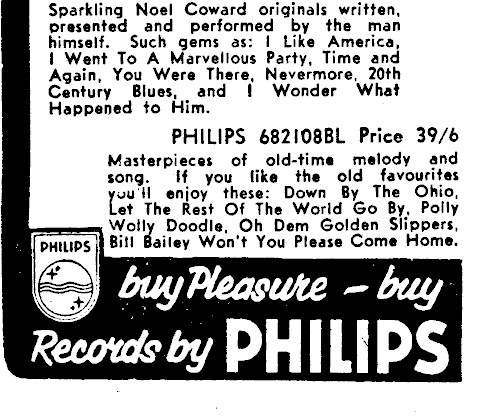 Sparkling Noel Coward originals written,
presented and performed by the man
himself. Such gems as: I Like America,
I Went To A Marvellous Party, Time and
Again, You Were There, Nevermore, 20th
Century Blues, and I Wonder What
Happened to Him.
PHILIPS 682108BL Price 39/6
Masterpieces of old-time melody and
song. If you like the old favourites
you'll enjoy these: Down By The Ohio,
Let The Rest Of The World Go By, Polly
Wolly Doodle, Oh Dem Golden Slippers,
Bill Bailey Won't You Please Come Home.
PHILIPS
buy Pleasure – buy
Records by PHILIPS